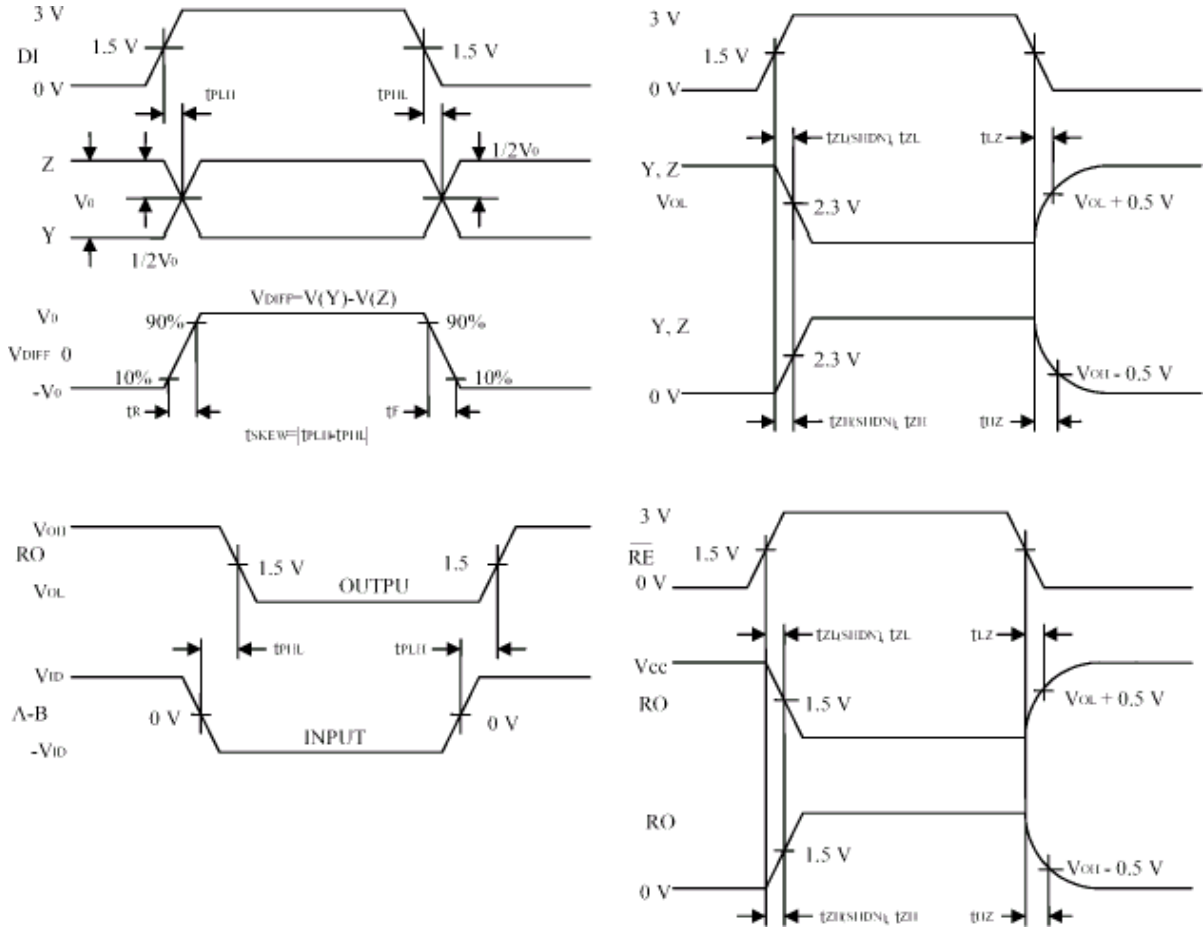 3 V
DI
1.5 V
1.5 V
0 V
tPLH
tPHL
Z
1/2V0
V0
Y
1/2V0
VDIFF=V(Y)-V(Z)
V0
90%
90%
VDIFF 0
10%
10%
-V0
tR
tF
tSKEW=|tPLH-tPHL|
3 V
1.5 V
0 V
tZL(SHDN), tZL
tLZ
Y, Z
VOL
2.3 V
VOL + 0.5 V
Y, Z
2.3 V
VOH - 0.5 V
0 V
tZH(SHDN), tZH
tHZ
VOH
RO
1.5 V
1.5
VOL
OUTPU
tPHL
tPLH
VID
A-B
0 V
0 V
INPUT
-VID
3 V
RE
1.5 V
0 V
tZL(SHDN), tZL
tLZ
Vcc
RO
1.5 V
VOL + 0.5 V
RO
1.5 V
VOH - 0.5 V
0 V
tZH(SHDN), tZH
tHZ